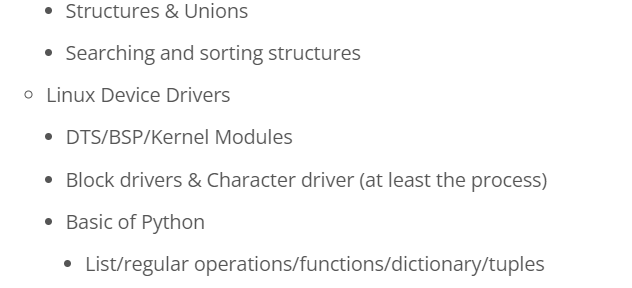 Structures & Unions
Searching and sorting structures
Linux Device Drivers
DTS/BSP/Kernel Modules
Block drivers & Character driver (at least the process)
Basic of Python
List/regular operations/functions/dictionary/tuples